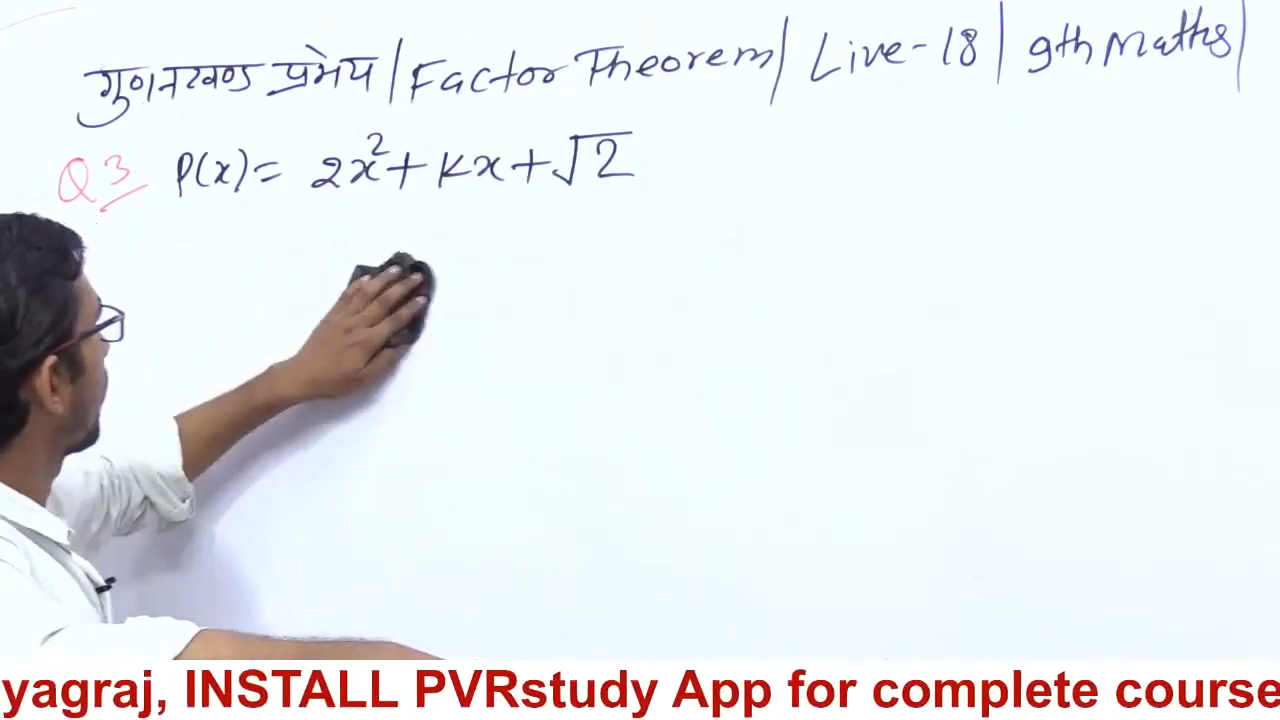 गुणनखण्ड प्रमेय | Factor Theorem | Live-18 | 9th Maths |
Q3 P(x) = 2x² + Kx + √2
yagraj, INSTALL PVRstudy App for complete course